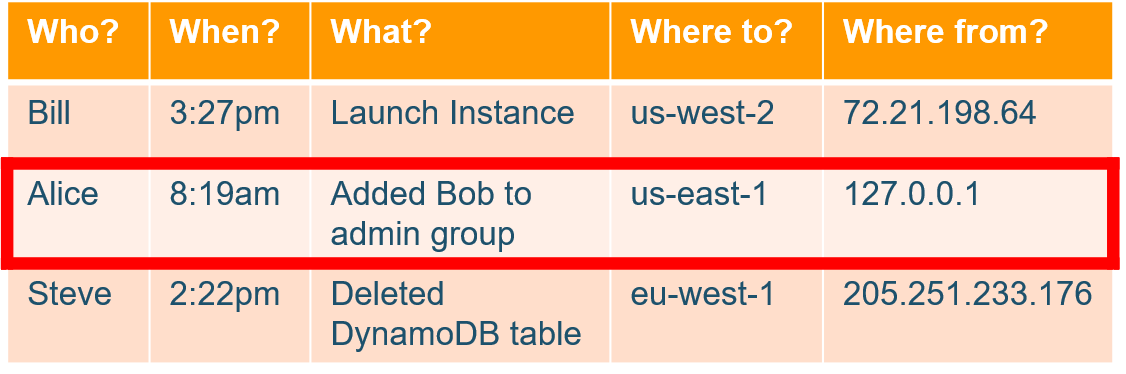 Who? When? What? Where to? Where from?
Bill 3:27pm Launch Instance us-west-2 72.21.198.64
Alice 8:19am Added Bob to us-east-1 127.0.0.1
admin group
Steve 2:22pm Deleted eu-west-1 205.251.233.176
DynamoDB table